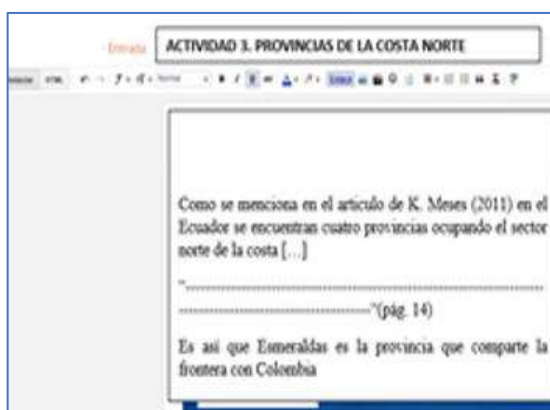 Entrada
ACTIVIDAD 3. PROVINCIAS DE LA COSTA NORTE
HTML
Como se menciona en el articulo de K. Meses (2011) en el
Ecuador se encuentran cuatro provincias ocupando el sector
norte de la costa […]
"................................................................................
--------------------------------------------"(pág. 14)
Es asi que Esmeraldas es la provincia que comparte la
frontera con Colombia